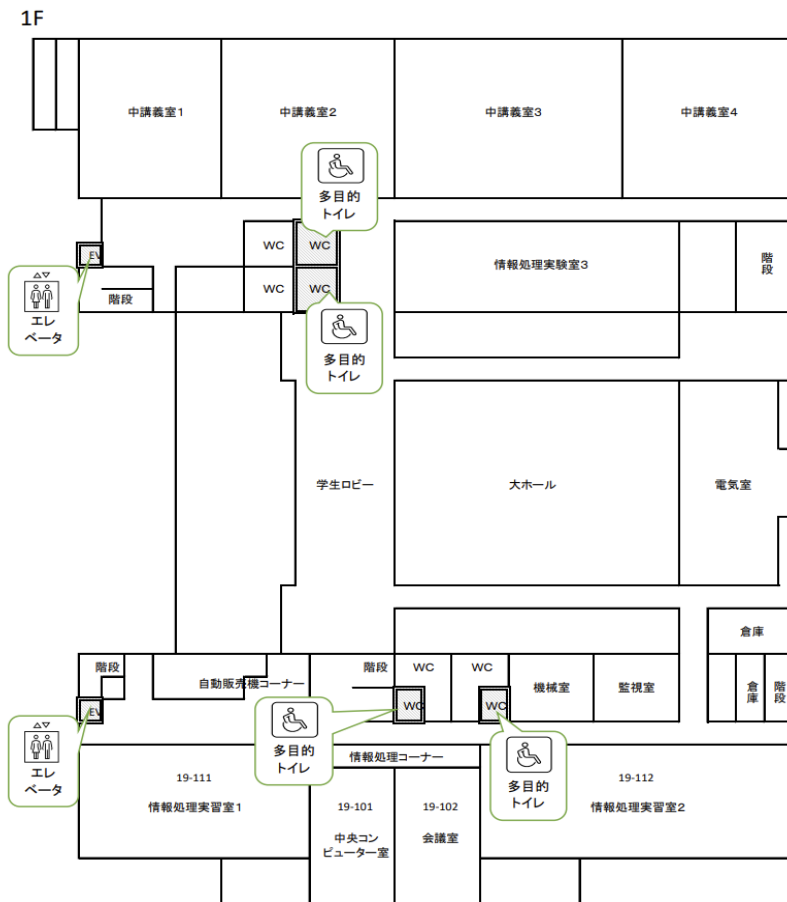 1F
中講義室1
中講義室2
中講義室3
中講義室4
多目的
トイレ
WC
WC
EV
情報処理実験室3
階段
△▽
エレ
ベータ
階段
WC
WC
多目的
トイレ
学生ロビー
大ホール
電気室
倉庫
階段
自動販売機コーナー
階段
WC
WC
機械室
監視室
倉庫
階段
EV
WC
WC
△▽
エレ
ベータ
多目的
トイレ
多目的
トイレ
情報処理コーナー
19-111
情報処理実習室1
19-101
中央コン
ピューター室
19-102
会議室
19-112
情報処理実習室2